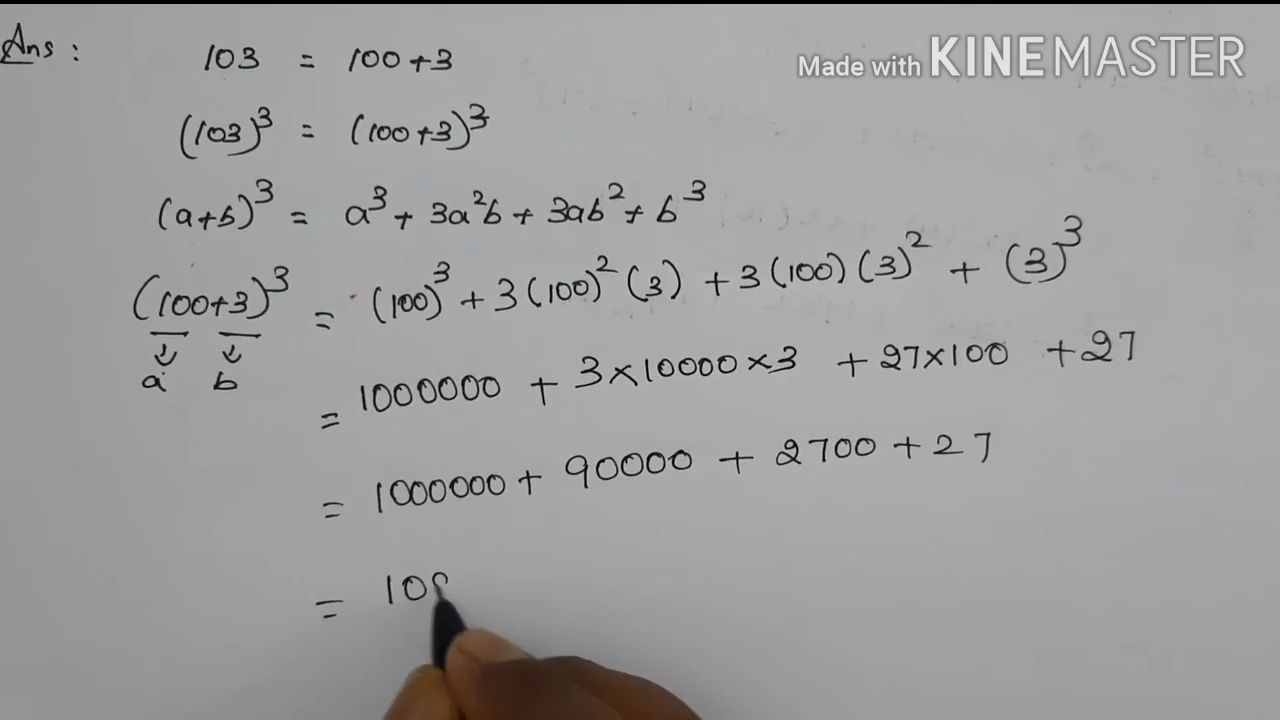 Ans :
103 = 100+3
Made with KINEMASTER
(103)³ = (100+3)³
(a+b)³ = a³ + 3a²b + 3ab² + b³
(100+3)³ = (100)³ + 3(100)²(3) + 3(100)(3)² + (3)³
a b
= 1000000 + 3×10000×3 + 27×100 +27
= 1000000 + 90000 + 2700 + 27
= 10